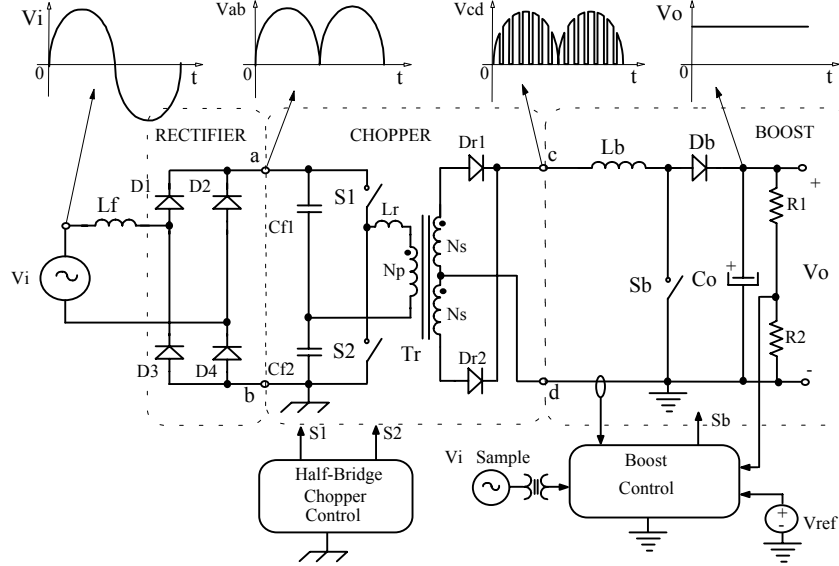 Vi
0
t
Vab
0
t
Vcd
0
t
Vo
0
t
RECTIFIER
CHOPPER
BOOST
a
c
Dr1
Lb
Db
D1
D2
S1
Lr
Lf
Cf1
Ns
Np
R1
+
Vi
Sb
+
Co
Vo
Ns
S2
Tr
R2
D3
D4
Cf2
Dr2
-
b
d
S1
S2
Sb
Half-Bridge
Chopper
Control
Vi Sample
Boost
Control
+
-
Vref